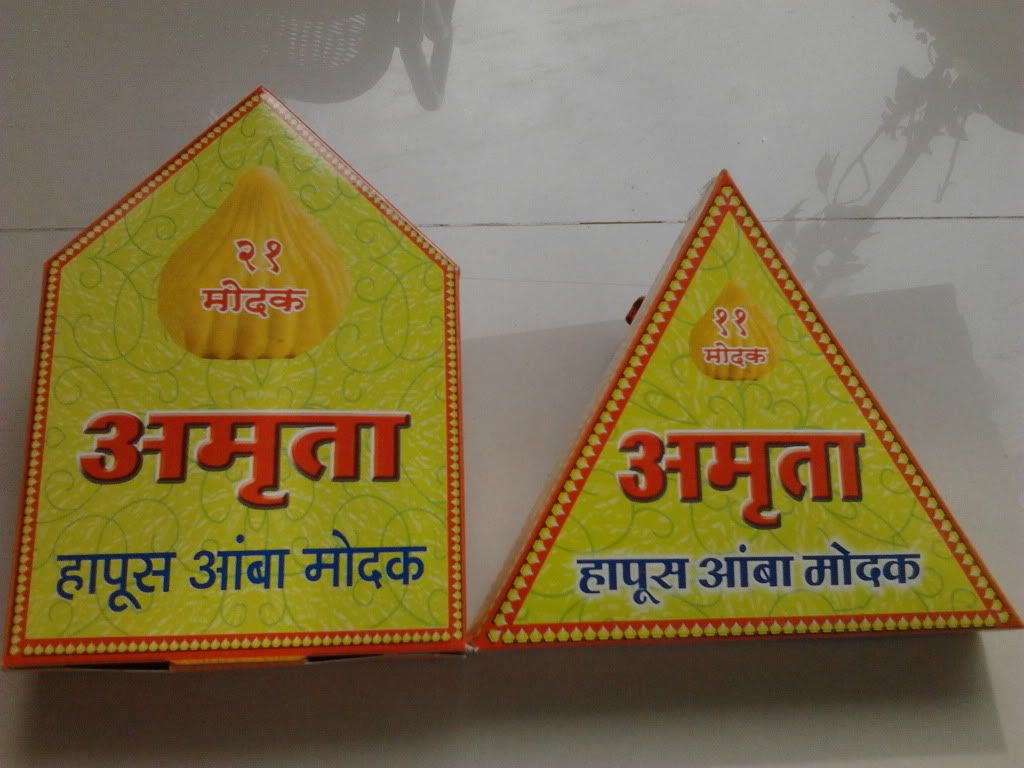 २१
मोदक
अमृता
हापूस आंबा मोदक
११
मोदक
अमृता
हापूस आंबा मोदक